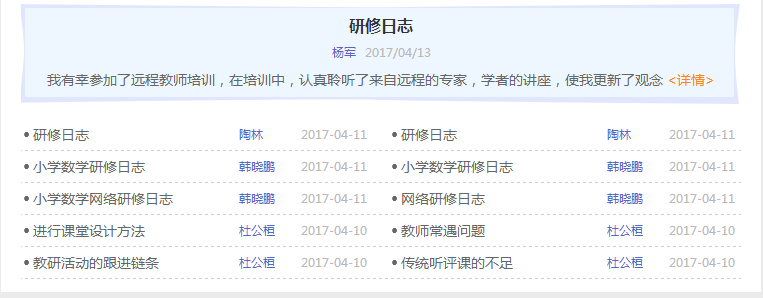 研修日志
杨军 2017/04/13
我有幸参加了远程教师培训，在培训中，认真聆听了来自远程的专家，学者的讲座，使我更新了观念 <详情>
• 研修日志 陶林 2017-04-11 • 研修日志 陶林 2017-04-11
• 小学数学研修日志 韩晓鹏 2017-04-11 • 小学数学研修日志 韩晓鹏 2017-04-11
• 小学数学网络研修日志 韩晓鹏 2017-04-11 • 网络研修日志 韩晓鹏 2017-04-11
• 进行课堂设计方法 杜公桓 2017-04-10 • 教师常遇问题 杜公桓 2017-04-10
• 教研活动的跟进链条 杜公桓 2017-04-10 • 传统听评课的不足 杜公桓 2017-04-10